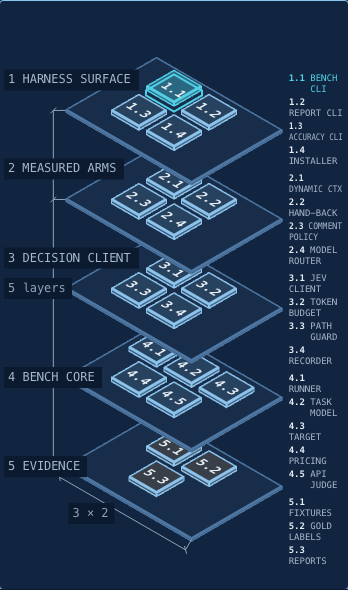 1 HARNESS SURFACE
1.1
1.3
1.2
1.4
2 MEASURED ARMS
2.1
2.3
2.2
2.4
3 DECISION CLIENT
3.1
5 layers
3.3
3.2
3.4
4 BENCH CORE
4.1
4.2
4.4
4.3
4.5
5 EVIDENCE
5.1
5.2
5.3
3 × 2
1.1 BENCH
CLI
1.2
REPORT CLI
1.3
ACCURACY CLI
1.4
INSTALLER
2.1
DYNAMIC CTX
2.2
HAND—BACK
2.3 COMMENT
POLICY
2.4 MODEL
ROUTER
3.1 JEV
CLIENT
3.2 TOKEN
BUDGET
3.3 PATH
GUARD
3.4
RECORDER
4.1
RUNNER
4.2 TASK
MODEL
4.3
TARGET
4.4
PRICING
4.5 API
JUDGE
5.1
FIXTURES
5.2 GOLD
LABELS
5.3
REPORTS